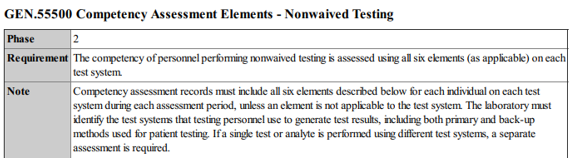 GEN.55500 Competency Assessment Elements - Nonwaived Testing
Phase 2
Requirement The competency of personnel performing nonwaived testing is assessed using all six elements (as applicable) on each
test system.
Note Competency assessment records must include all six elements described below for each individual on each test
system during each assessment period, unless an element is not applicable to the test system. The laboratory must
identify the test systems that testing personnel use to generate test results, including both primary and back-up
methods used for patient testing. If a single test or analyte is performed using different test systems, a separate
assessment is required.